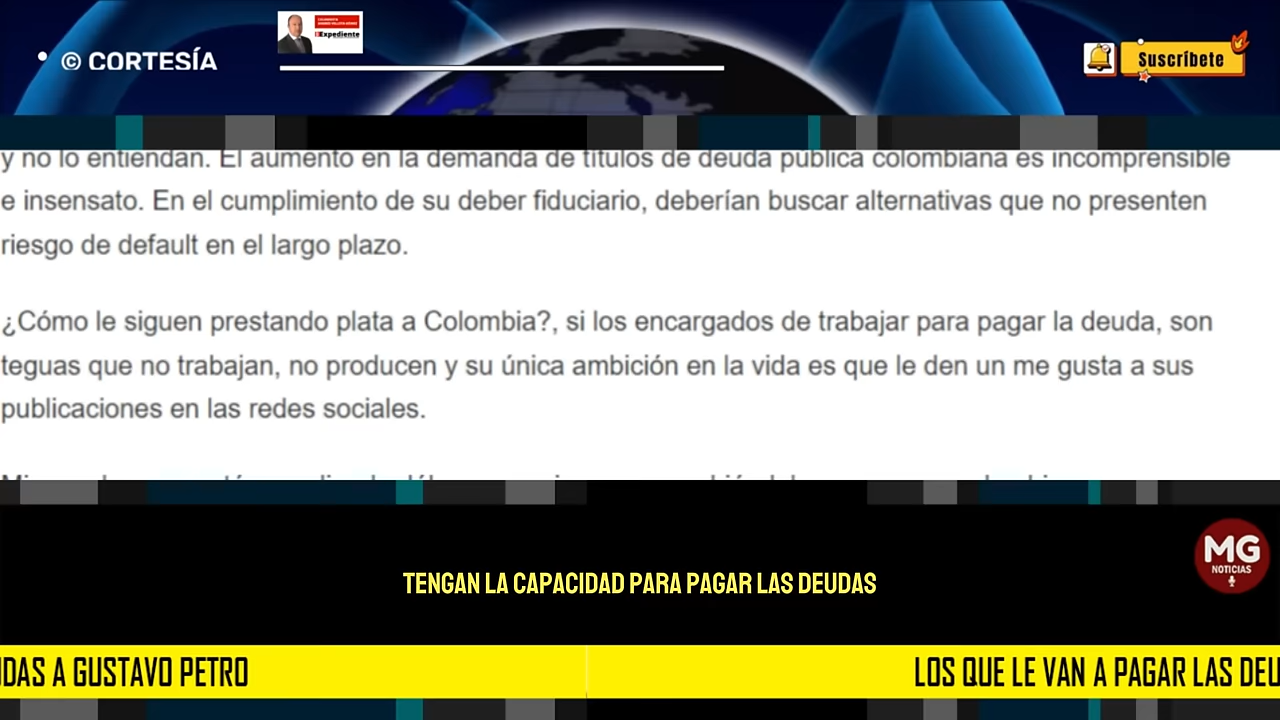 © CORTESÍA
Expediente
Suscríbete
y no lo entiendan. El aumento en la demanda de títulos de deuda pública colombiana es incomprensible
e insensato. En el cumplimiento de su deber fiduciario, deberían buscar alternativas que no presenten
riesgo de default en el largo plazo.
¿Cómo le siguen prestando plata a Colombia?, si los encargados de trabajar para pagar la deuda, son
teguas que no trabajan, no producen y su única ambición en la vida es que le den un me gusta a sus
publicaciones en las redes sociales.
MG
NOTICIAS
TENGAN LA CAPACIDAD PARA PAGAR LAS DEUDAS
UDAS A GUSTAVO PETRO
LOS QUE LE VAN A PAGAR LAS DEU